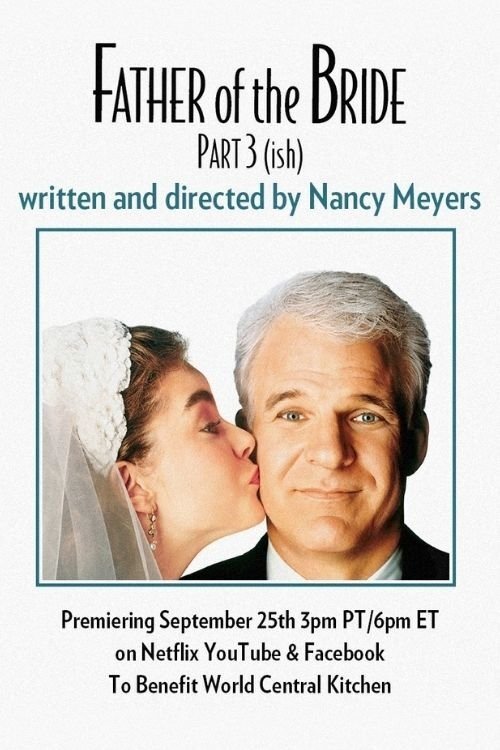 FATHER of the BRIDE
PART 3 (ish)
written and directed by Nancy Meyers
Premiering September 25th 3pm PT/6pm ET
on Netflix YouTube & Facebook
To Benefit World Central Kitchen